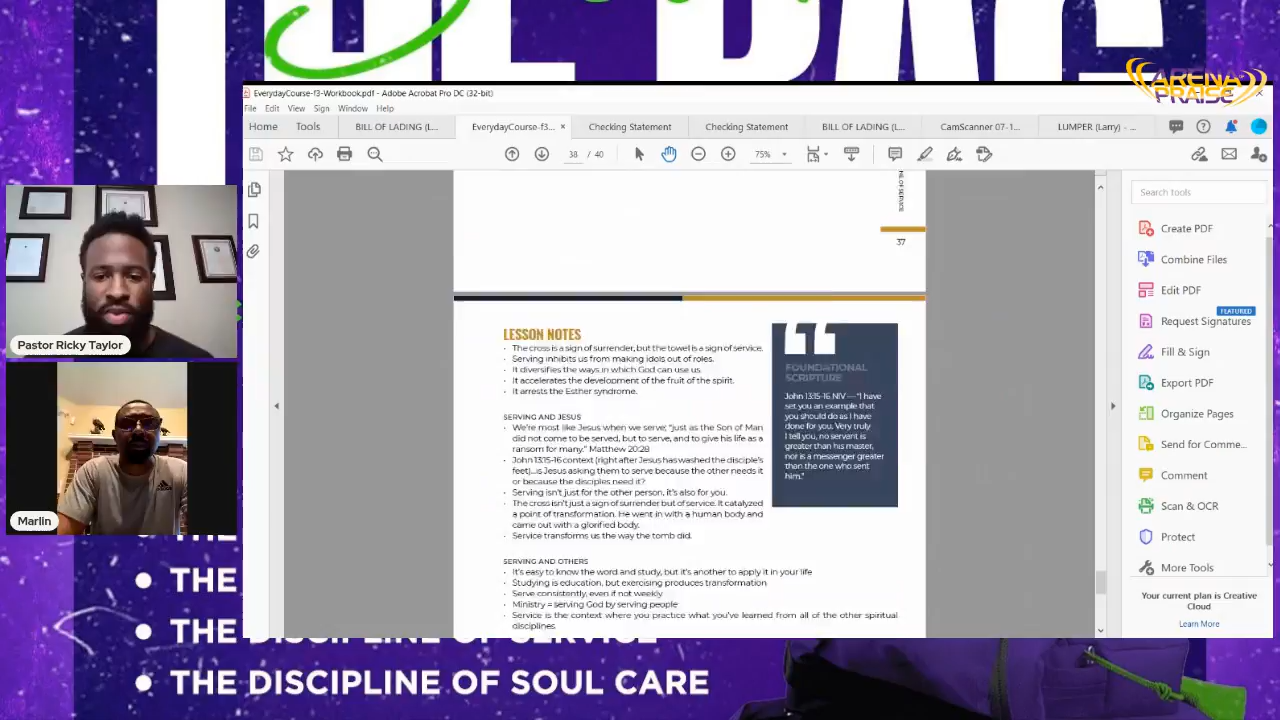 THE BAG
ARENA
PRAISE
EverydayCourse-f3-Workbook.pdf - Adobe Acrobat Pro DC (32-bit)
File Edit View Sign Window Help
Home Tools BILL OF LADING (L... EverydayCourse-f3... × Checking Statement Checking Statement BILL OF LADING (L... CamScanner 07-1... LUMPER (Larry) - ...
38 / 40 75%
Search tools
37
Create PDF
Combine Files
Edit PDF
FEATURED
Request Signatures
Fill & Sign
Export PDF
Organize Pages
Send for Comme...
Comment
Scan & OCR
Protect
More Tools
Your current plan is Creative
Cloud
Learn More
LESSON NOTES
· The cross is a sign of surrender, but the towel is a sign of service.
· Serving inhibits us from making idols out of roles.
· It diversifies the ways in which God can use us.
· It accelerates the development of the fruit of the spirit.
· It arrests the Esther syndrome.
SERVING AND JESUS
· We're most like Jesus when we serve; "just as the Son of Man
did not come to be served, but to serve, and to give his life as a
ransom for many." Matthew 20:28
· John 13:15-16 context (right after Jesus has washed the disciple's
feet)...is Jesus asking them to serve because the other needs it
or because the disciples need it?
· Serving isn't just for the other person, it's also for you.
· The cross isn't just a sign of surrender but of service. It catalyzed
a point of transformation. He went in with a human body and
came out with a glorified body.
· Service transforms us the way the tomb did.
SERVING AND OTHERS
· It's easy to know the word and study, but it's another to apply it in your life
· Studying is education, but exercising produces transformation
· Serve consistently, even if not weekly
· Ministry = serving God by serving people
· Service is the context where you practice what you've learned from all of the other spiritual
disciplines.
FOUNDATIONAL
SCRIPTURE
John 13:15-16, NIV — "I have
set you an example that
you should do as I have
done for you. Very truly
I tell you, no servant is
greater than his master,
nor is a messenger greater
than the one who sent
him."
Pastor Ricky Taylor
Marlin
• THE
• THE DISCIPLINE OF SERVICE
• THE DISCIPLINE OF SOUL CARE